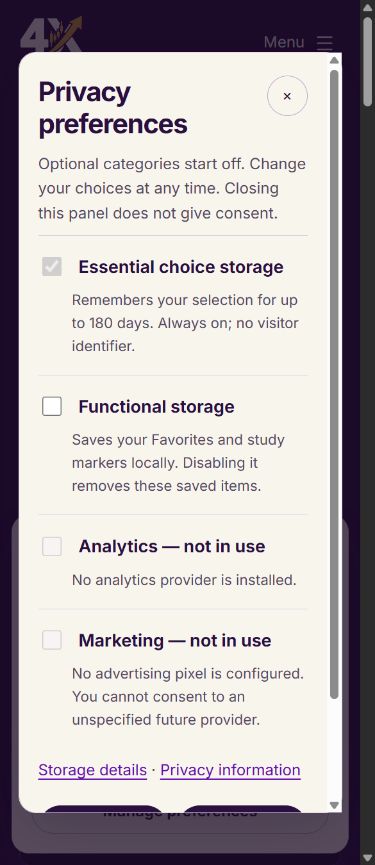 4X
Menu
Privacy
preferences
×
Optional categories start off. Change
your choices at any time. Closing
this panel does not give consent.
Essential choice storage
Remembers your selection for up
to 180 days. Always on; no visitor
identifier.
Functional storage
Saves your Favorites and study
markers locally. Disabling it
removes these saved items.
Analytics — not in use
No analytics provider is installed.
Marketing — not in use
No advertising pixel is configured.
You cannot consent to an
unspecified future provider.
Storage details · Privacy information
Manage preferences